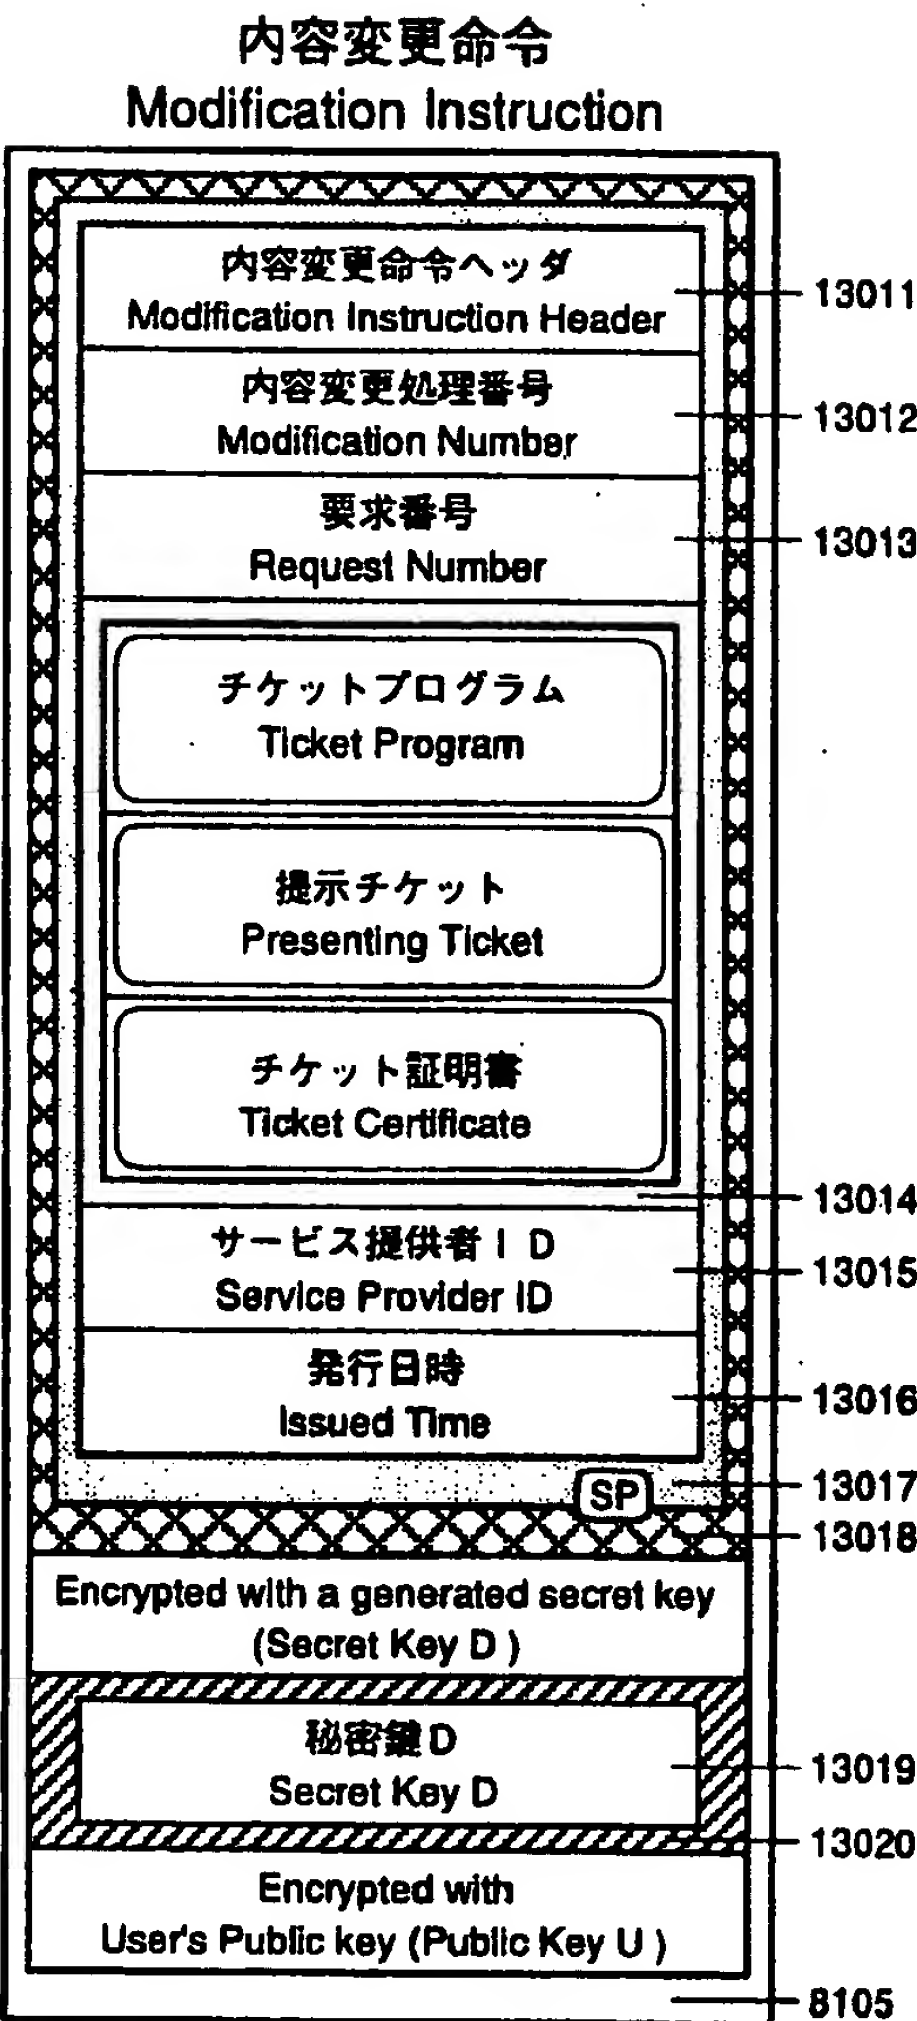 内容変更命令
Modification Instruction
内容変更命令ヘッダ
Modification Instruction Header
13011
内容変更処理番号
Modification Number
13012
要求番号
Request Number
13013
チケットプログラム
Ticket Program
提示チケット
Presenting Ticket
チケット証明書
Ticket Certificate
13014
サービス提供者ID
Service Provider ID
13015
発行日時
Issued Time
13016
13017
SP
13018
Encrypted with a generated secret key
(Secret Key D )
秘密鍵D
Secret Key D
13019
13020
Encrypted with
User's Public key (Public Key U )
8105